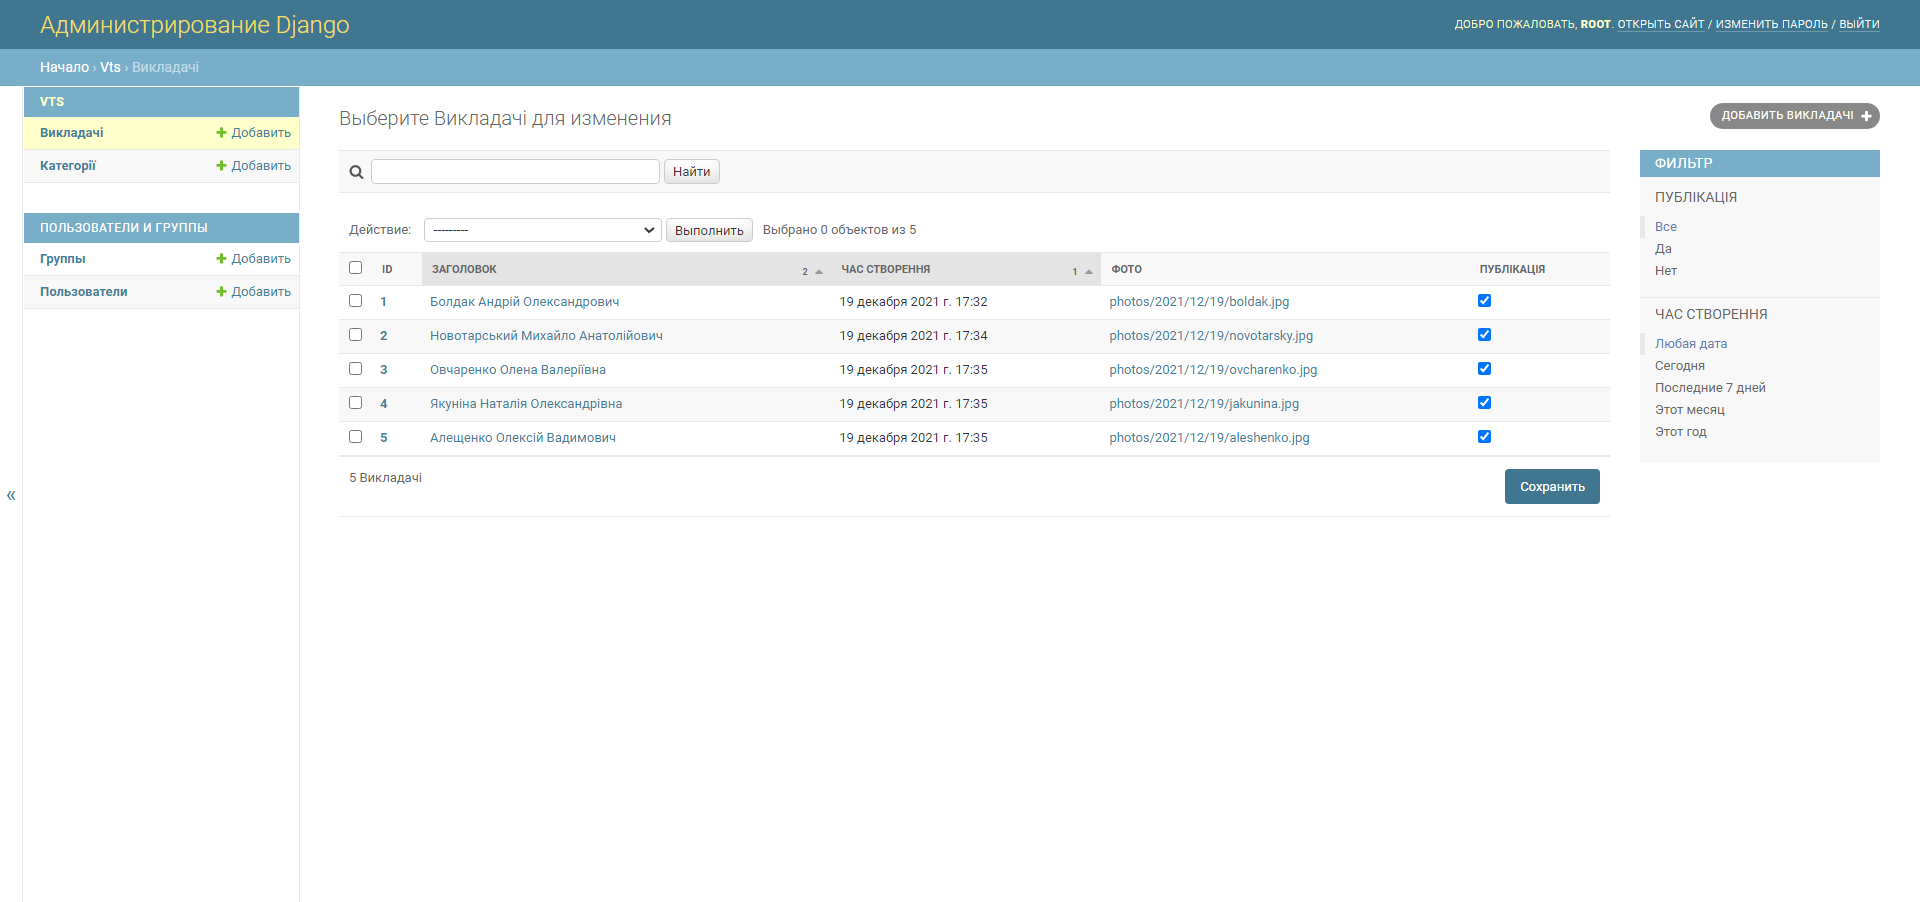 Администрирование Django
ДОБРО ПОЖАЛОВАТЬ, ROOT. ОТКРЫТЬ САЙТ / ИЗМЕНИТЬ ПАРОЛЬ / ВЫЙТИ
Начало › Vts › Викладачі
VTS
Викладачі Добавить
Категорії Добавить
ПОЛЬЗОВАТЕЛИ И ГРУППЫ
Группы Добавить
Пользователи Добавить
«
Выберите Викладачі для изменения
ДОБАВИТЬ ВИКЛАДАЧІ
Найти
Действие: --------- Выполнить Выбрано 0 объектов из 5
ID ЗАГОЛОВОК 2 ЧАС СТВОРЕННЯ 1 ФОТО ПУБЛІКАЦІЯ
1 Болдак Андрій Олександрович 19 декабря 2021 г. 17:32 photos/2021/12/19/boldak.jpg
2 Новотарський Михайло Анатолійович 19 декабря 2021 г. 17:34 photos/2021/12/19/novotarsky.jpg
3 Овчаренко Олена Валеріївна 19 декабря 2021 г. 17:35 photos/2021/12/19/ovcharenko.jpg
4 Якуніна Наталія Олександрівна 19 декабря 2021 г. 17:35 photos/2021/12/19/jakunina.jpg
5 Алещенко Олексій Вадимович 19 декабря 2021 г. 17:35 photos/2021/12/19/aleshenko.jpg
5 Викладачі
Сохранить
ФИЛЬТР
ПУБЛІКАЦІЯ
Все
Да
Нет
ЧАС СТВОРЕННЯ
Любая дата
Сегодня
Последние 7 дней
Этот месяц
Этот год